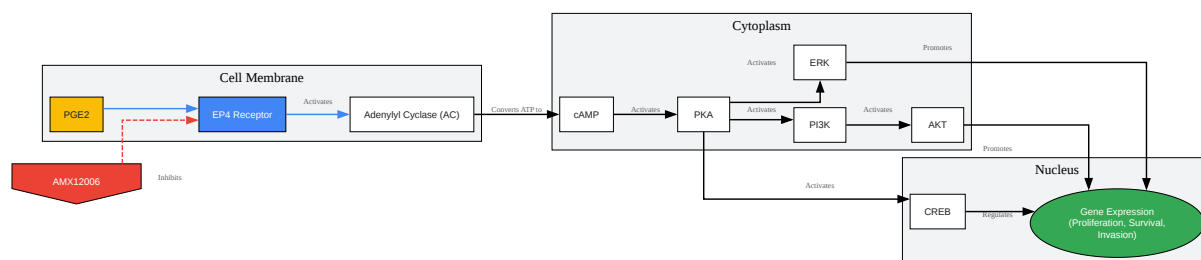 Cytoplasm
Promotes
ERK
Activates
Cell Membrane
PGE2
EP4 Receptor
Activates
Adenylyl Cyclase (AC)
Converts ATP to
cAMP
Activates
PKA
Activates
PI3K
Activates
AKT
Promotes
AMX12006
Inhibits
Nucleus
Activates
CREB
Regulates
Gene Expression
(Proliferation, Survival,
Invasion)